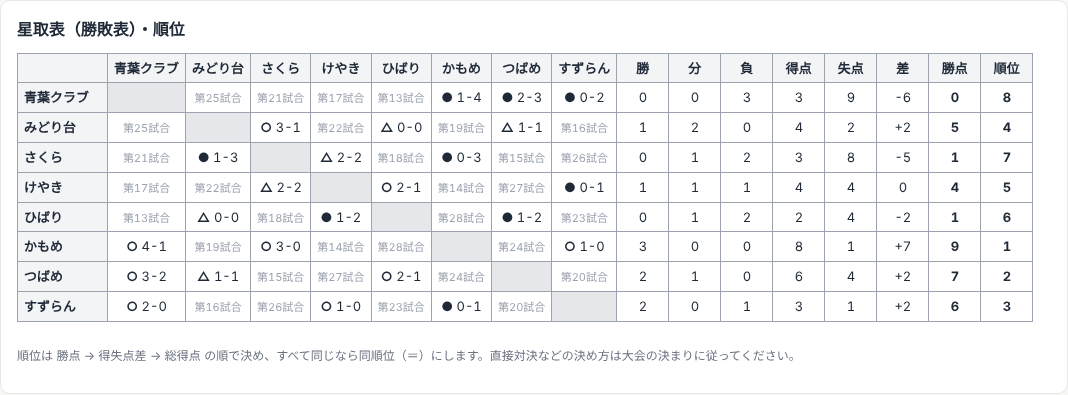 星取表（勝敗表）・順位
青葉クラブ みどり台 さくら けやき ひばり かもめ つばめ すずらん 勝 分 負 得点 失点 差 勝点 順位
青葉クラブ 第25試合 第21試合 第17試合 第13試合 ● 1-4 ● 2-3 ● 0-2 0 0 3 3 9 -6 0 8
みどり台 第25試合 ○ 3-1 第22試合 △ 0-0 第19試合 △ 1-1 第16試合 1 2 0 4 2 +2 5 4
さくら 第21試合 ● 1-3 △ 2-2 第18試合 ● 0-3 第15試合 第26試合 0 1 2 3 8 -5 1 7
けやき 第17試合 第22試合 △ 2-2 ○ 2-1 第14試合 第27試合 ● 0-1 1 1 1 4 4 0 4 5
ひばり 第13試合 △ 0-0 第18試合 ● 1-2 第28試合 ● 1-2 第23試合 0 1 2 2 4 -2 1 6
かもめ ○ 4-1 第19試合 ○ 3-0 第14試合 第28試合 第24試合 ○ 1-0 3 0 0 8 1 +7 9 1
つばめ ○ 3-2 △ 1-1 第15試合 第27試合 ○ 2-1 第24試合 第20試合 2 1 0 6 4 +2 7 2
すずらん ○ 2-0 第16試合 第26試合 ○ 1-0 第23試合 ● 0-1 第20試合 2 0 1 3 1 +2 6 3
順位は 勝点 → 得失点差 → 総得点 の順で決め、すべて同じなら同順位（＝）にします。直接対決などの決め方は大会の決まりに従ってください。